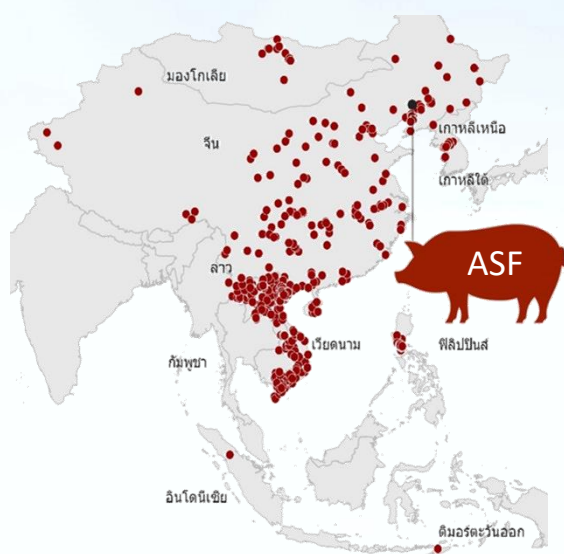 มองโกเลีย
จีน
เกาหลีเหนือ
เกาหลีใต้
ลาว
ASF
เวียดนาม
ฟิลิปปินส์
กัมพูชา
อินโดนีเซีย
ติมอร์ตะวันออก